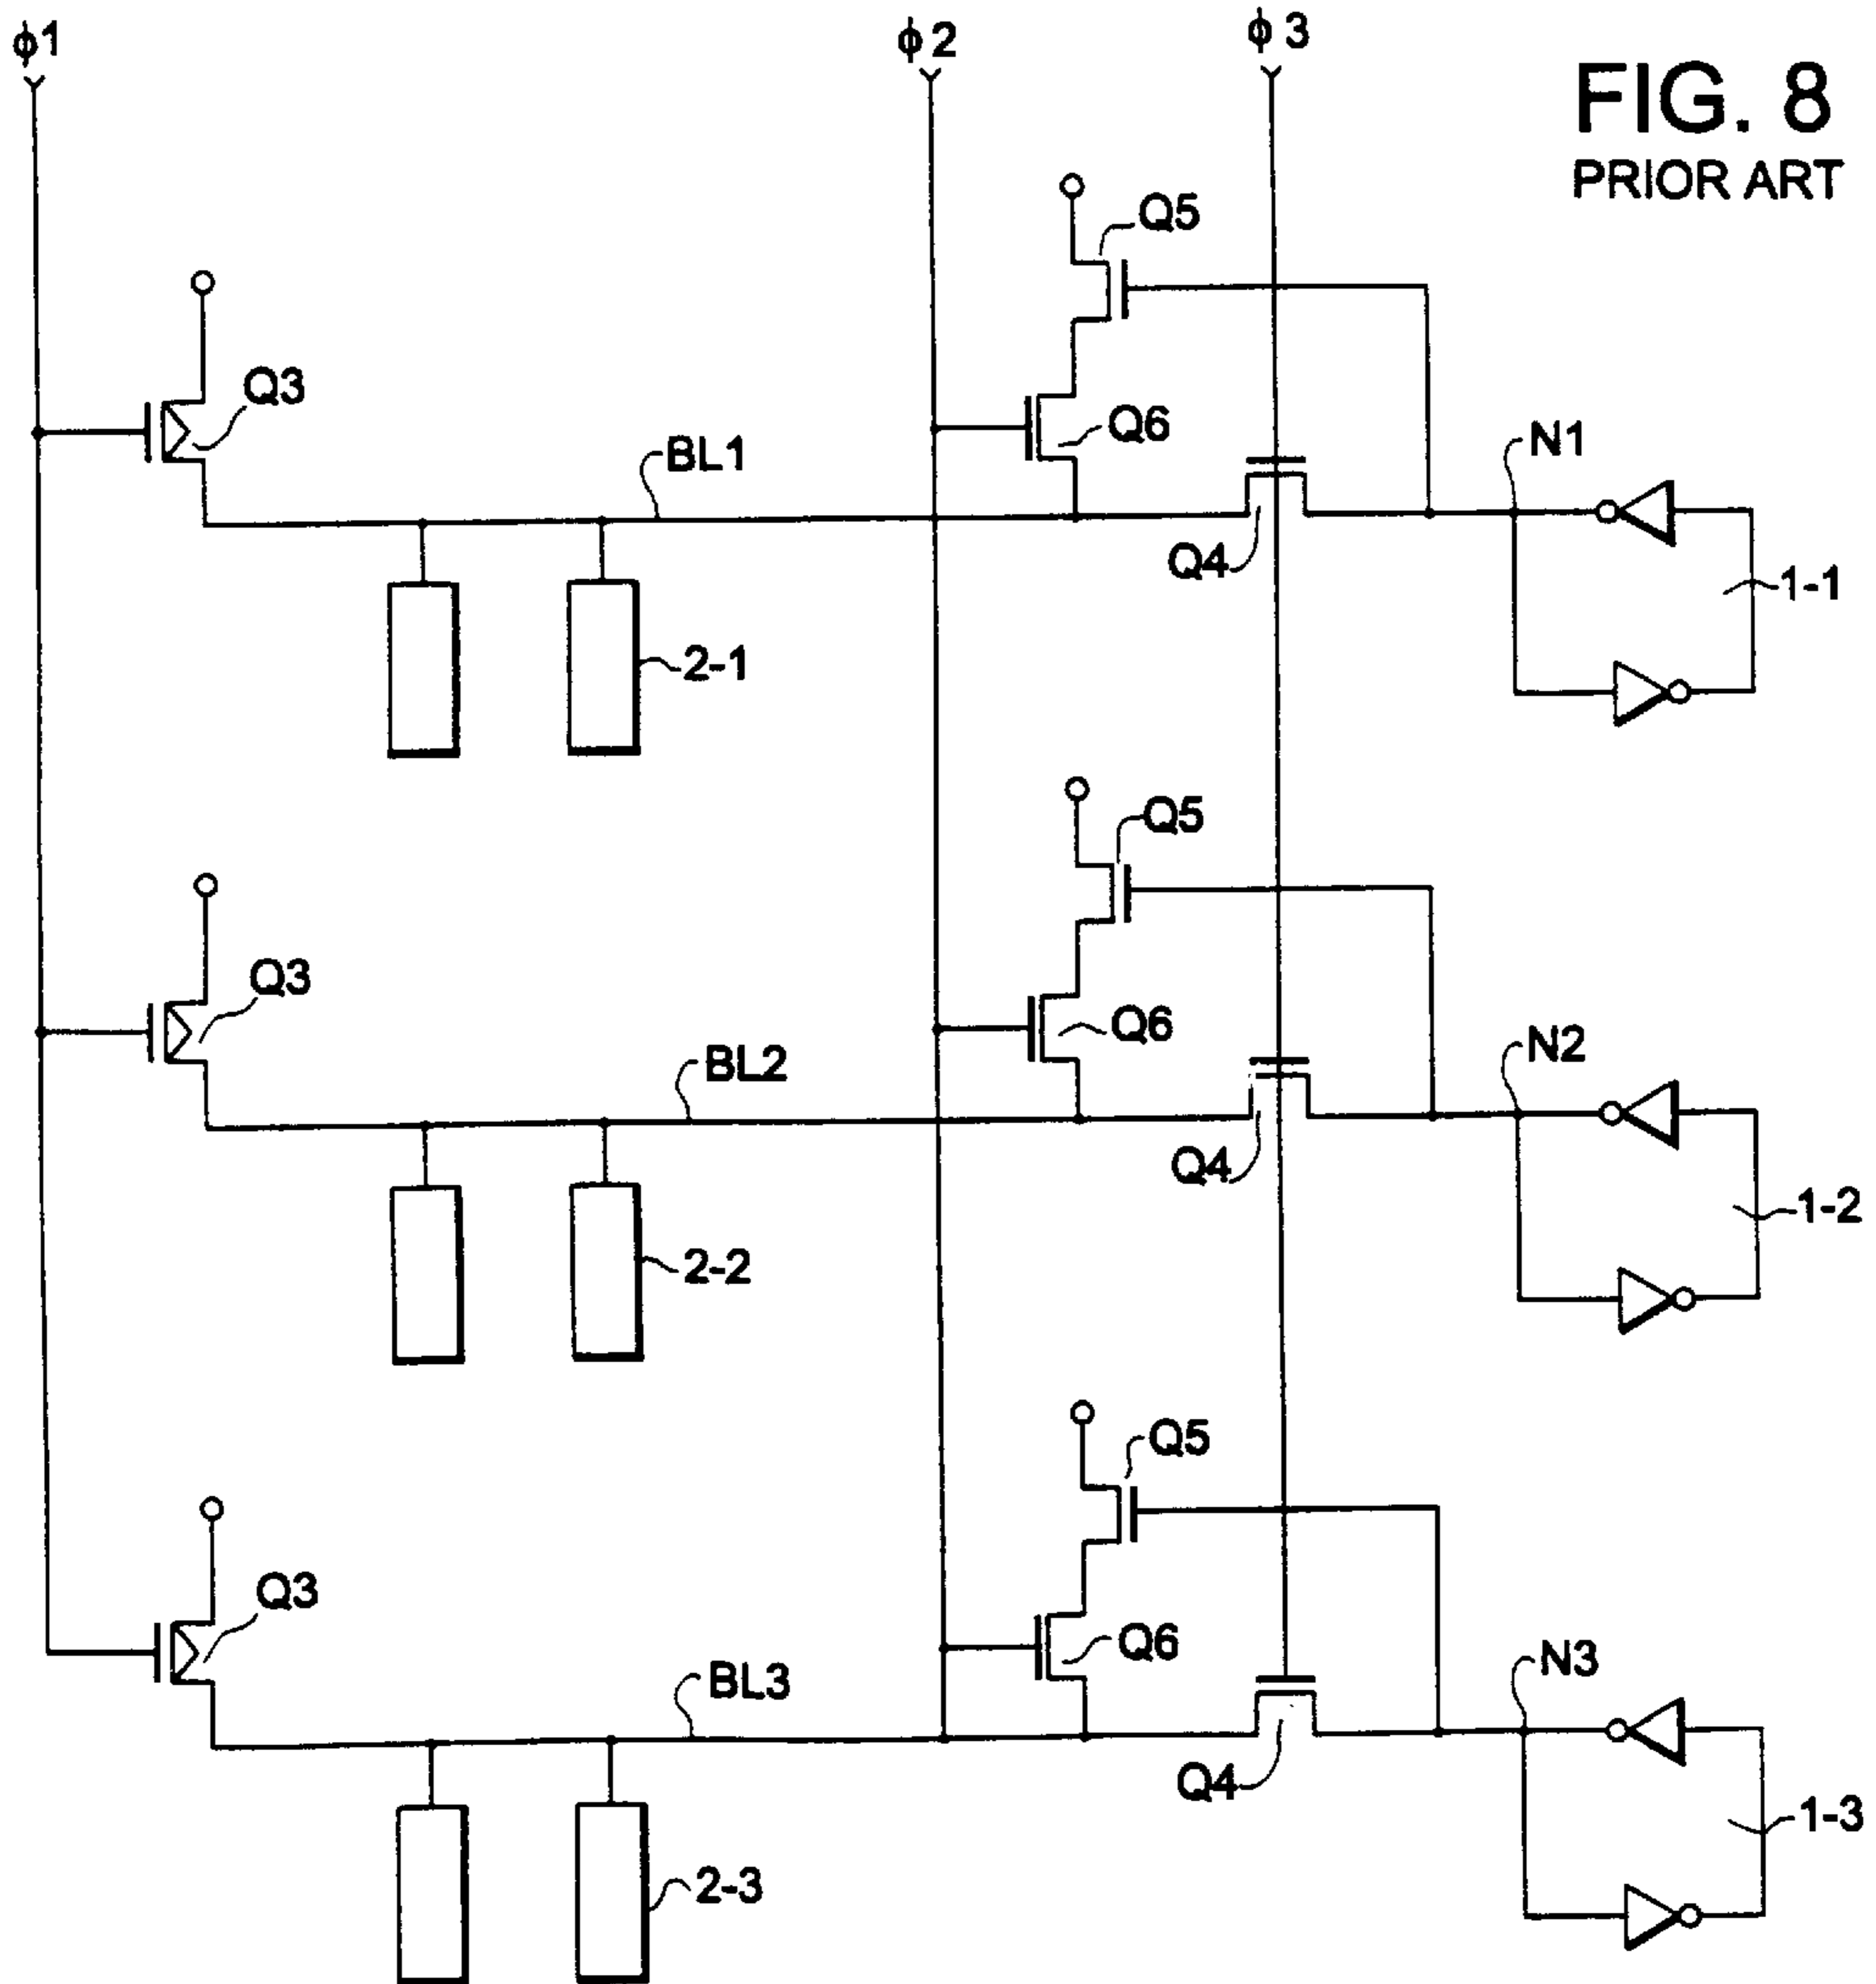 ϕ1
ϕ2
ϕ3
FIG. 8
PRIOR ART
Q5
Q3
Q6
BL1
N1
Q4
1-1
2-1
Q5
Q3
Q6
BL2
N2
Q4
1-2
2-2
Q5
Q3
Q6
BL3
N3
Q4
1-3
2-3